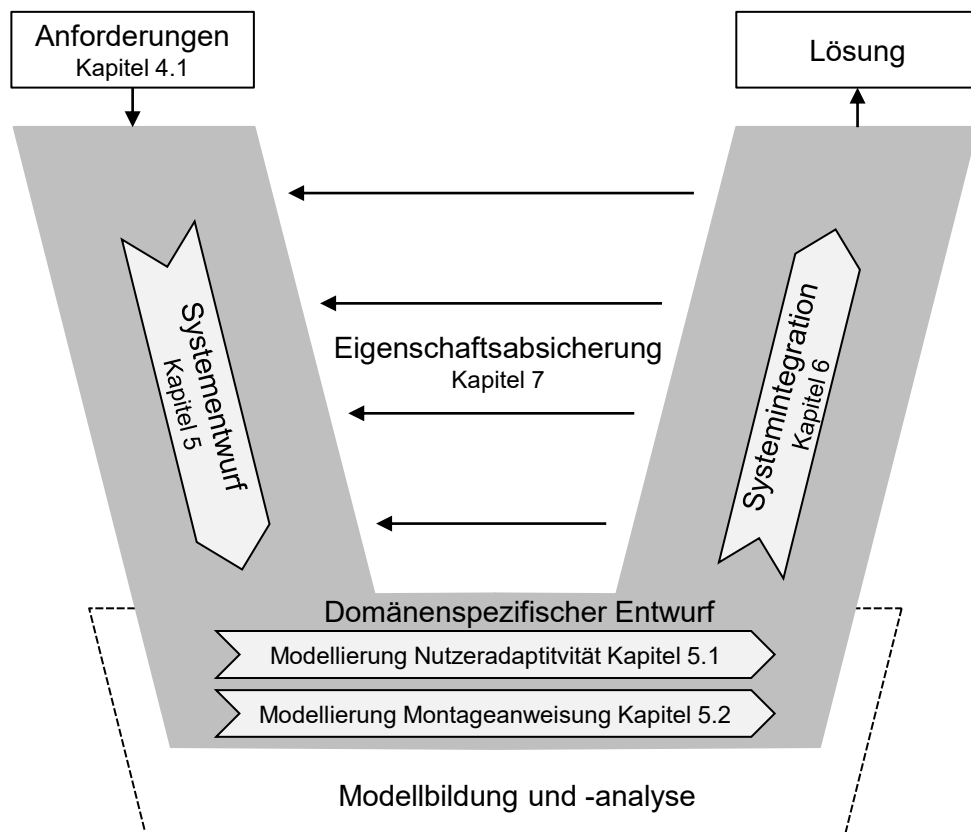 Anforderungen
Kapitel 4.1
Lösung
Systementwurf
Kapitel 5
Eigenschaftsabsicherung
Kapitel 7
Systemintegration
Kapitel 6
Domänenspezifischer Entwurf
Modellierung Nutzeradaptitvität Kapitel 5.1
Modellierung Montageanweisung Kapitel 5.2
Modellbildung und -analyse